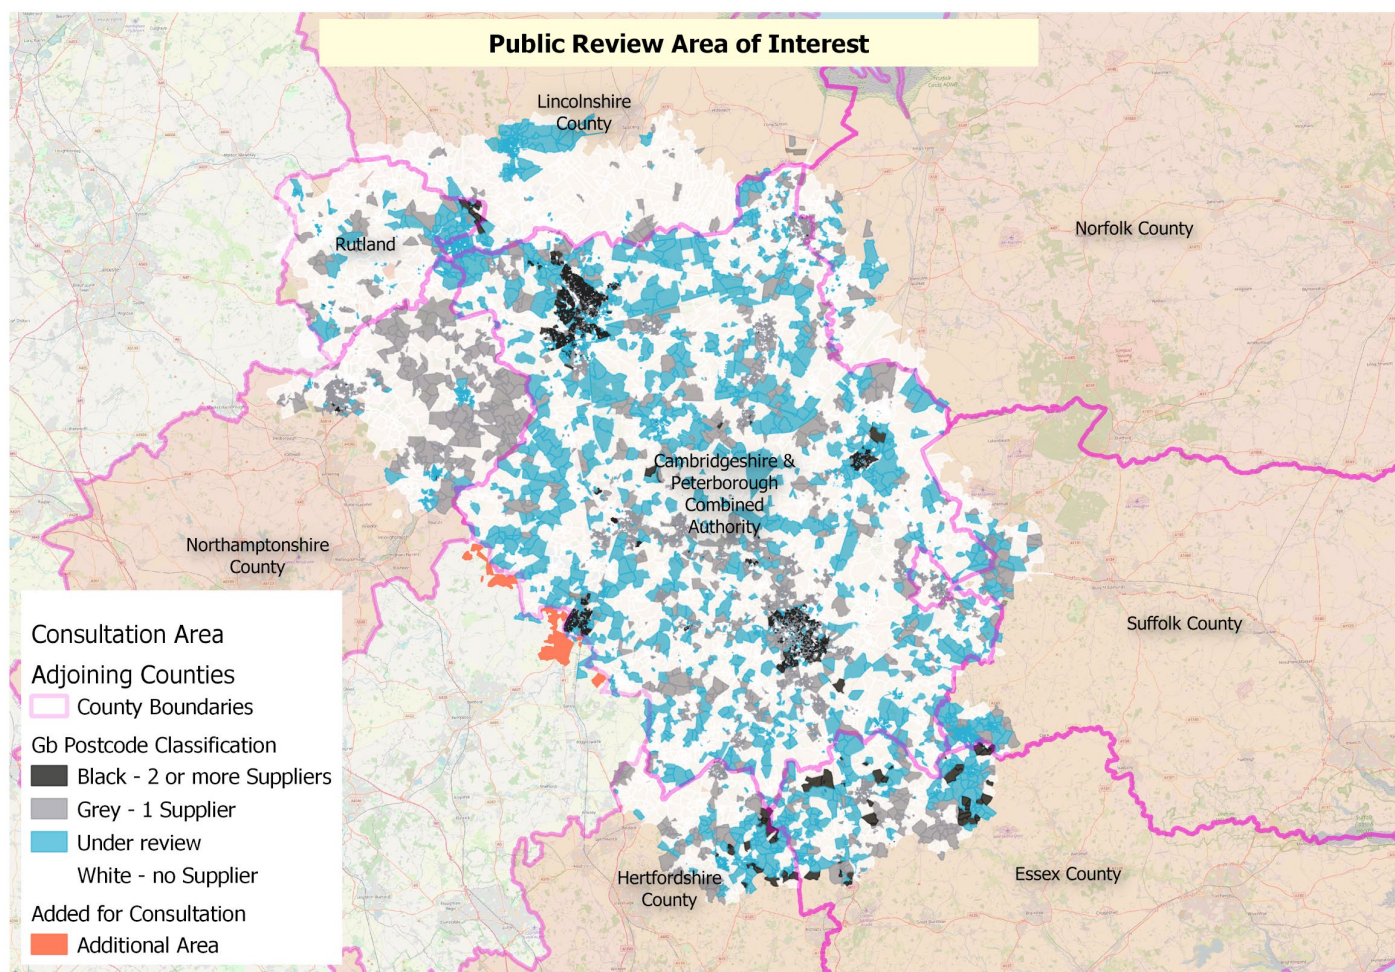 Public Review Area of Interest
Lincolnshire
County
Rutland
Norfolk County
Cambridgeshire &
Peterborough
Combined
Authority
Northamptonshire
County
Suffolk County
Hertfordshire
County
Essex County
Consultation Area
Adjoining Counties
County Boundaries
Gb Postcode Classification
Black - 2 or more Suppliers
Grey - 1 Supplier
Under review
White - no Supplier
Added for Consultation
Additional Area